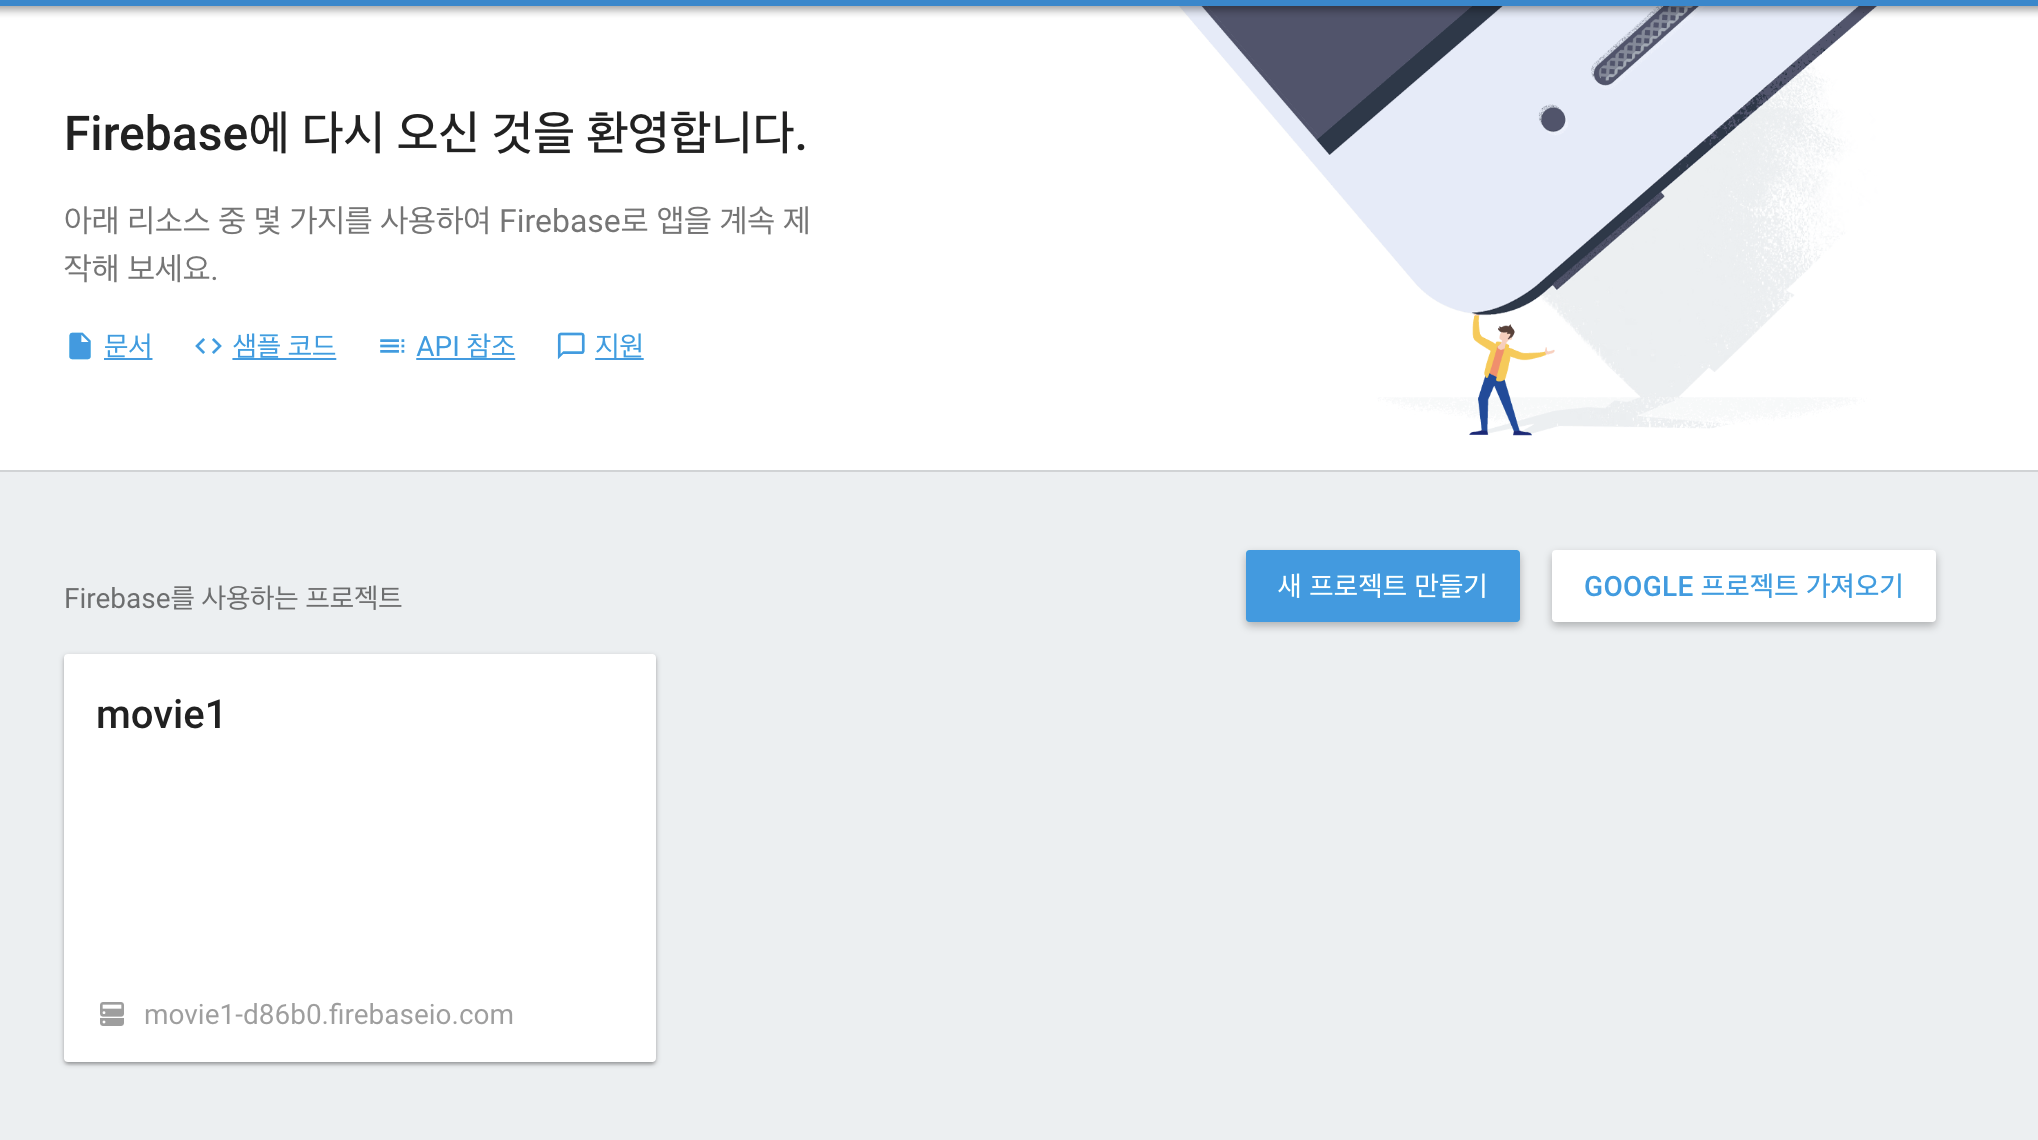 Firebase에 다시 오신 것을 환영합니다.
아래 리소스 중 몇 가지를 사용하여 Firebase로 앱을 계속 제
작해 보세요.
문서 샘플 코드 API 참조 지원
새 프로젝트 만들기 GOOGLE 프로젝트 가져오기
Firebase를 사용하는 프로젝트
movie1
movie1-d86b0.firebaseio.com